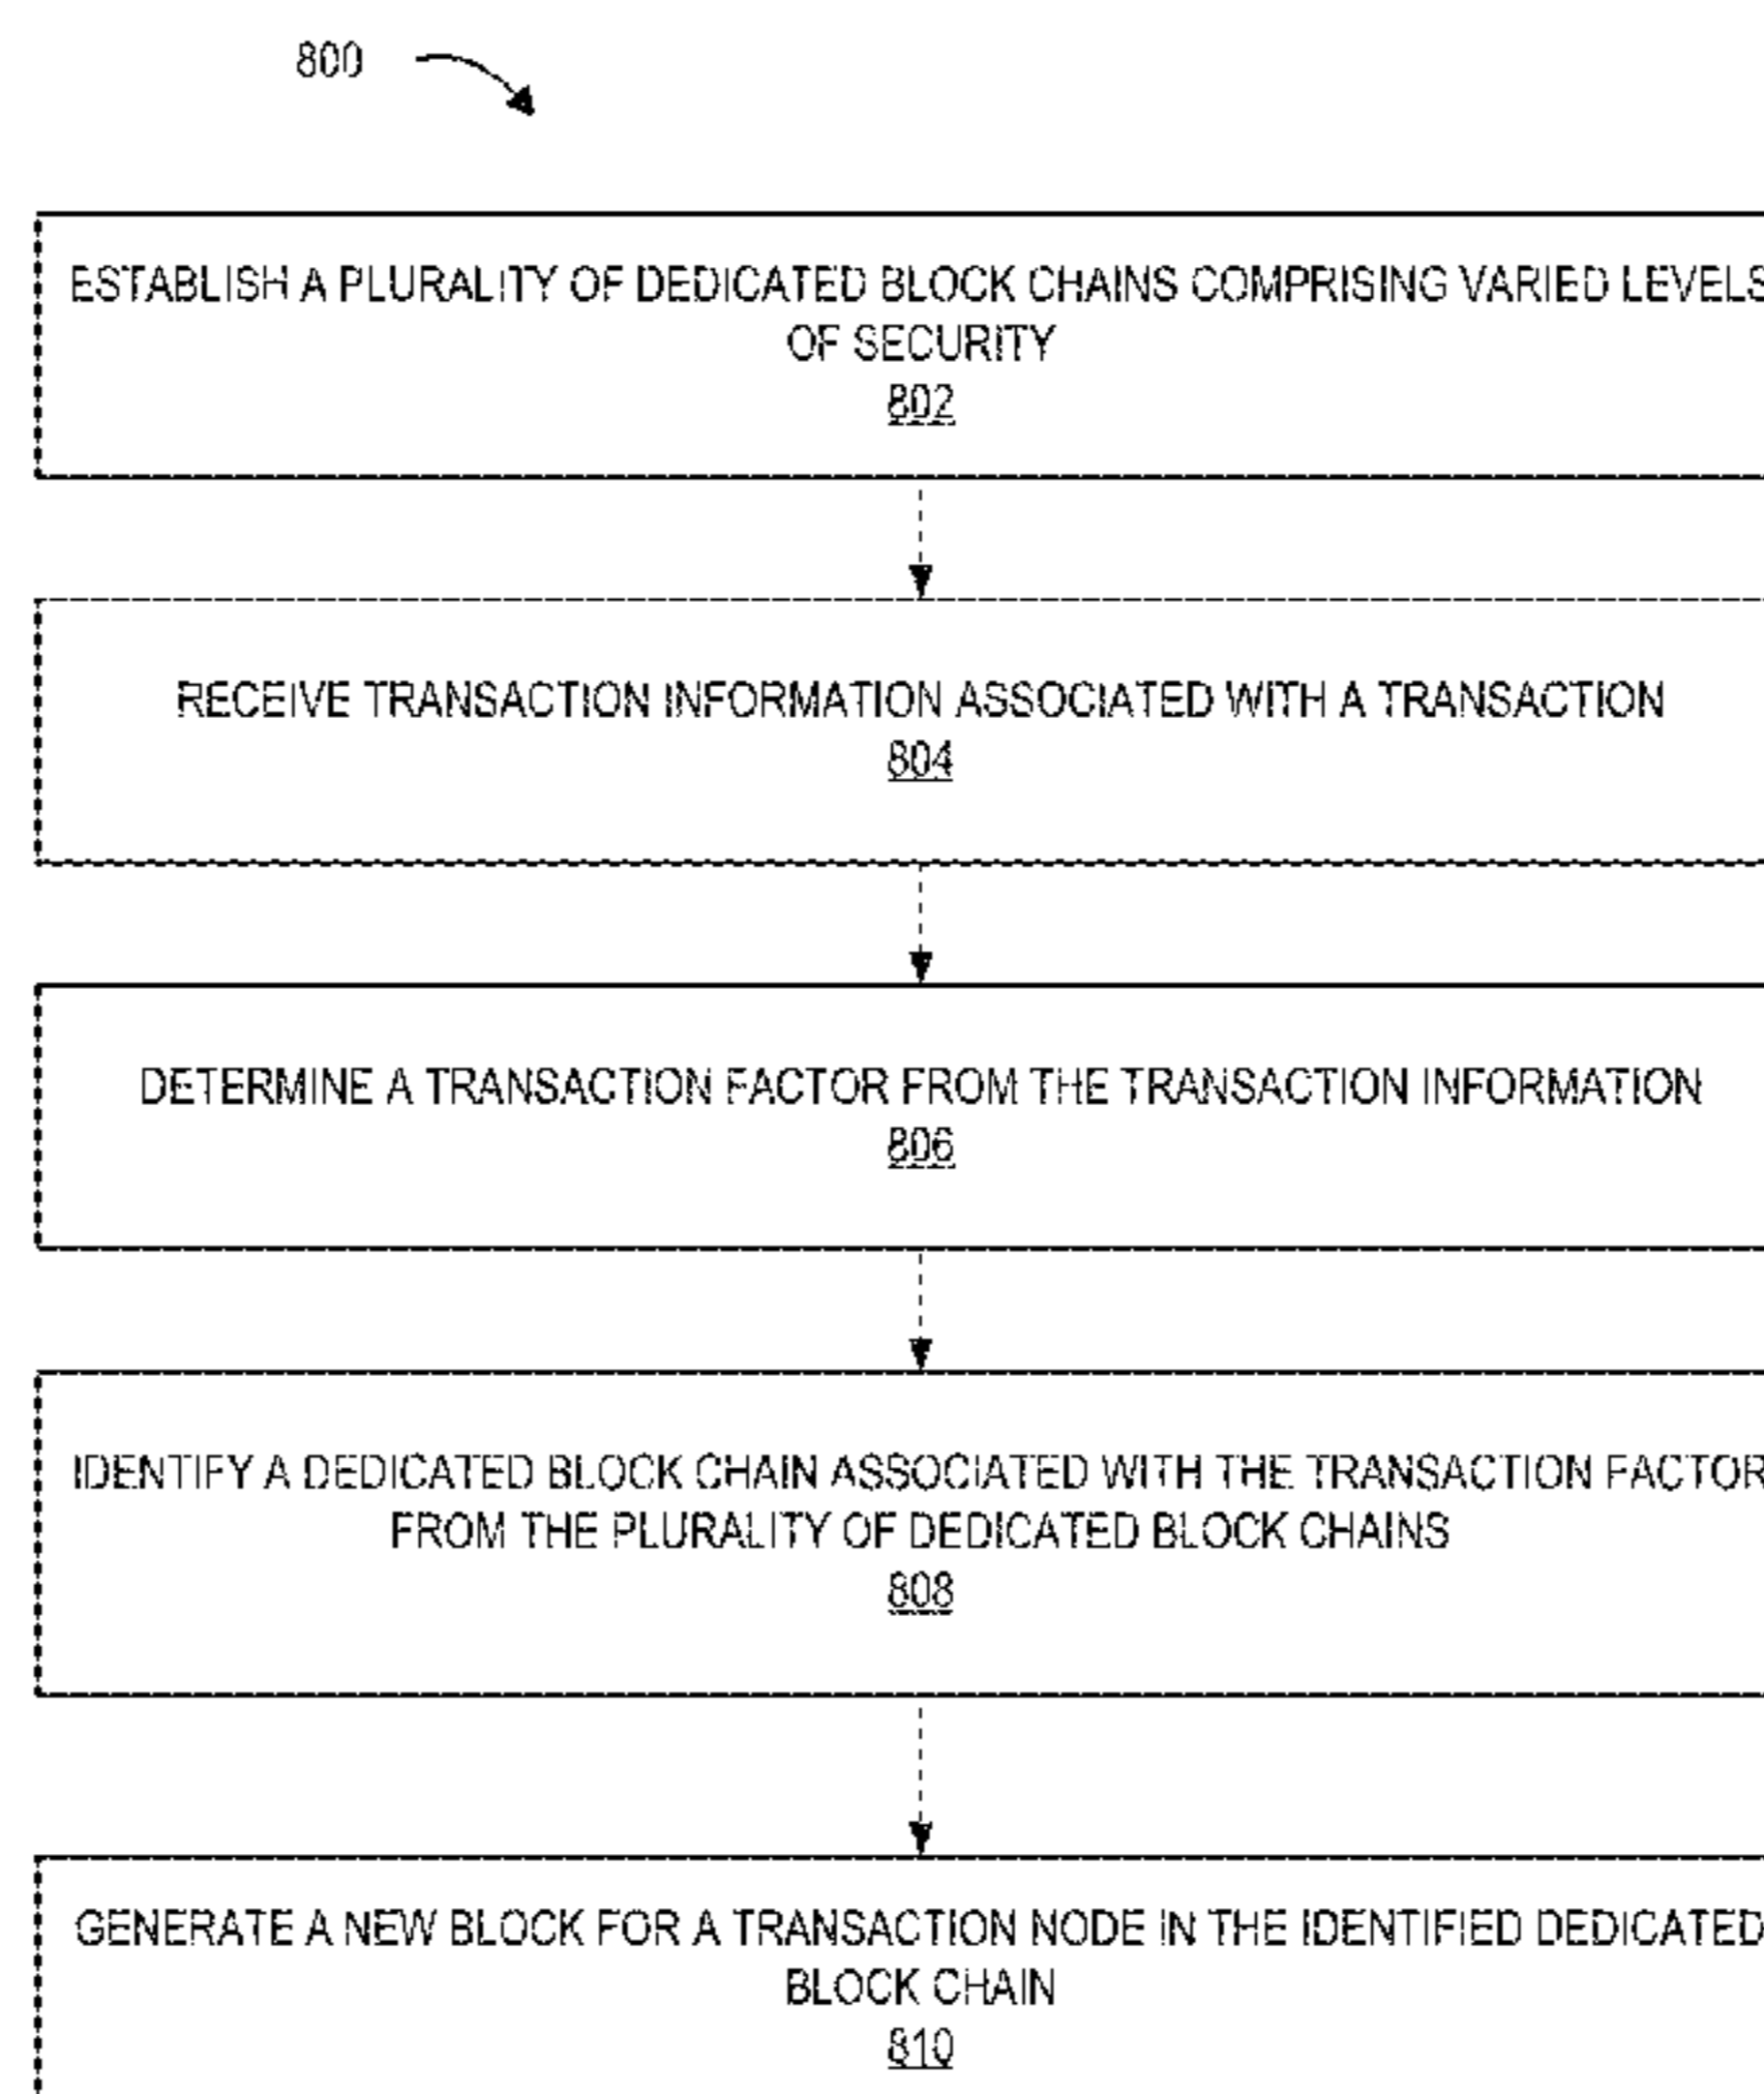 800
ESTABLISH A PLURALITY OF DEDICATED BLOCK CHAINS COMPRISING VARIED LEVELS
OF SECURITY
802
RECEIVE TRANSACTION INFORMATION ASSOCIATED WITH A TRANSACTION
804
DETERMINE A TRANSACTION FACTOR FROM THE TRANSACTION INFORMATION
806
IDENTIFY A DEDICATED BLOCK CHAIN ASSOCIATED WITH THE TRANSACTION FACTOR
FROM THE PLURALITY OF DEDICATED BLOCK CHAINS
808
GENERATE A NEW BLOCK FOR A TRANSACTION NODE IN THE IDENTIFIED DEDICATED
BLOCK CHAIN
810